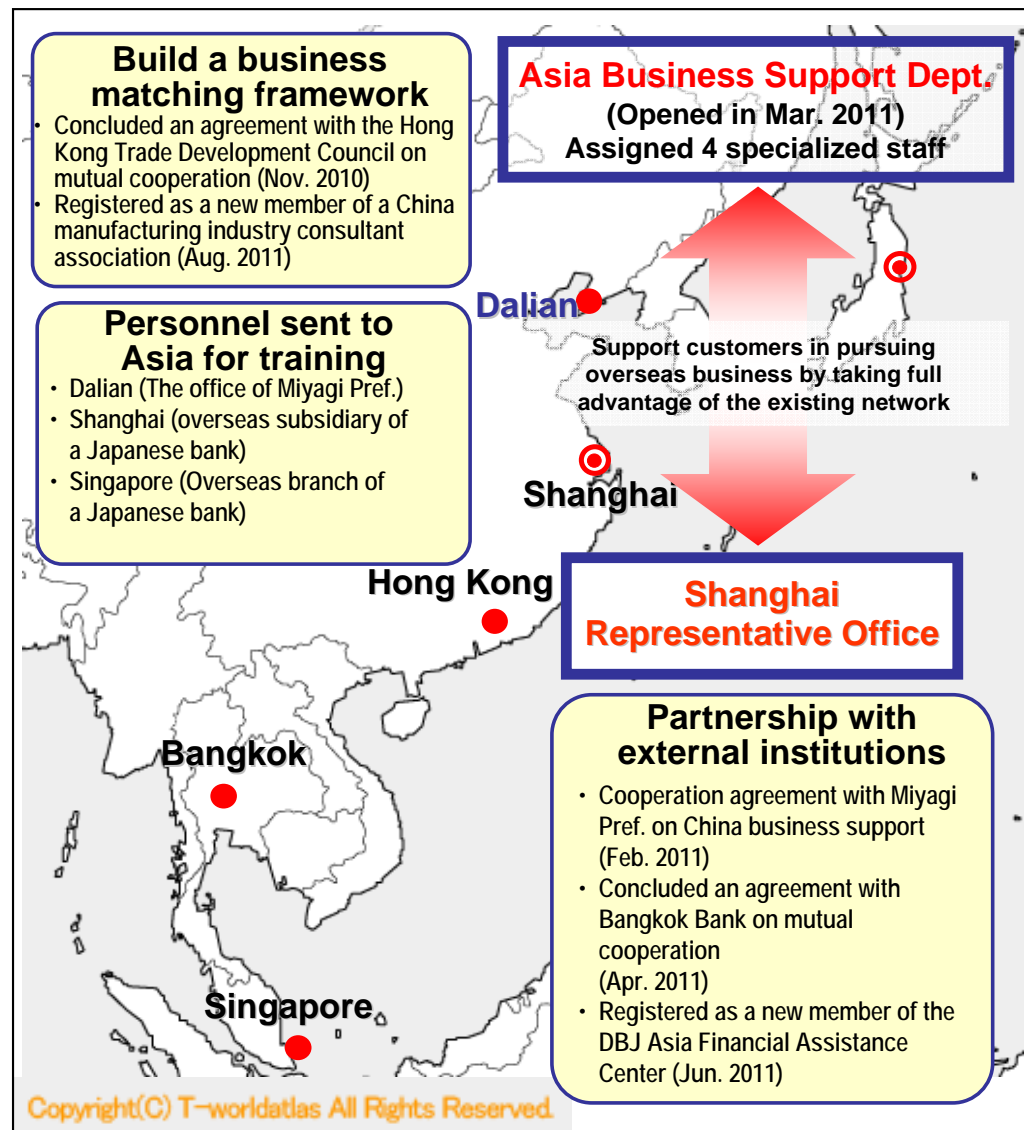 Build a business
matching framework
・ Concluded an agreement with the Hong
Kong Trade Development Council on
mutual cooperation (Nov. 2010)
・ Registered as a new member of a China
manufacturing industry consultant
association (Aug. 2011)
Asia Business Support Dept.
(Opened in Mar. 2011)
Assigned 4 specialized staff
Dalian
Personnel sent to
Asia for training
・ Dalian (The office of Miyagi Pref.)
・ Shanghai (overseas subsidiary of
a Japanese bank)
・ Singapore (Overseas branch of
a Japanese bank)
Support customers in pursuing
overseas business by taking full
advantage of the existing network
Shanghai
Hong Kong
Shanghai
Representative Office
Bangkok
Partnership with
external institutions
・ Cooperation agreement with Miyagi
Pref. on China business support
(Feb. 2011)
・ Concluded an agreement with
Bangkok Bank on mutual
cooperation
(Apr. 2011)
・ Registered as a new member of the
DBJ Asia Financial Assistance
Center (Jun. 2011)
Singapore
Copyright(C) T-worldatlas All Rights Reserved.